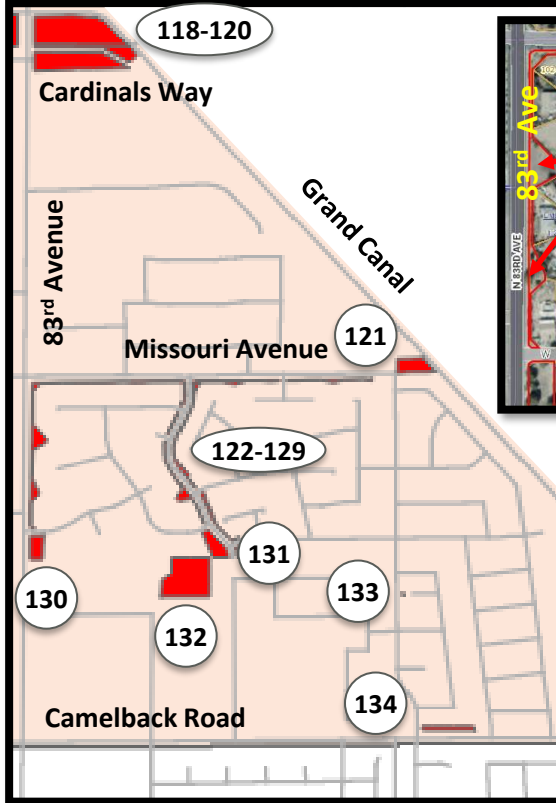 118-120
Cardinals Way
Grand Canal
83rd Avenue
83rd Ave
N 83RD AVE
W
121
Missouri Avenue
122-129
131
130
133
132
134
Camelback Road